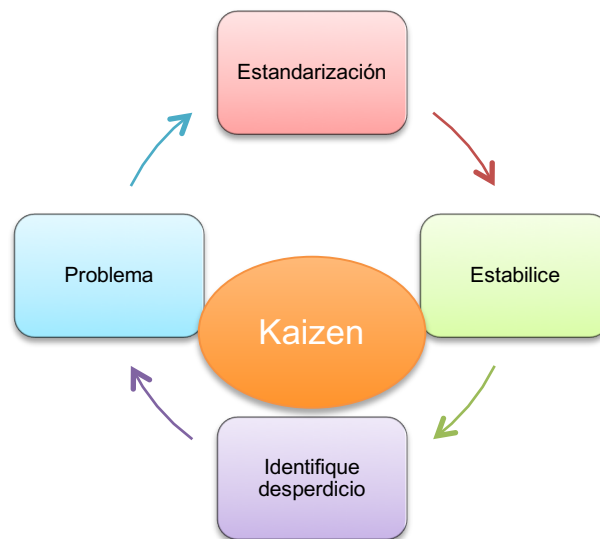 Estandarización
Problema
Estabilice
Kaizen
Identifique
desperdicio